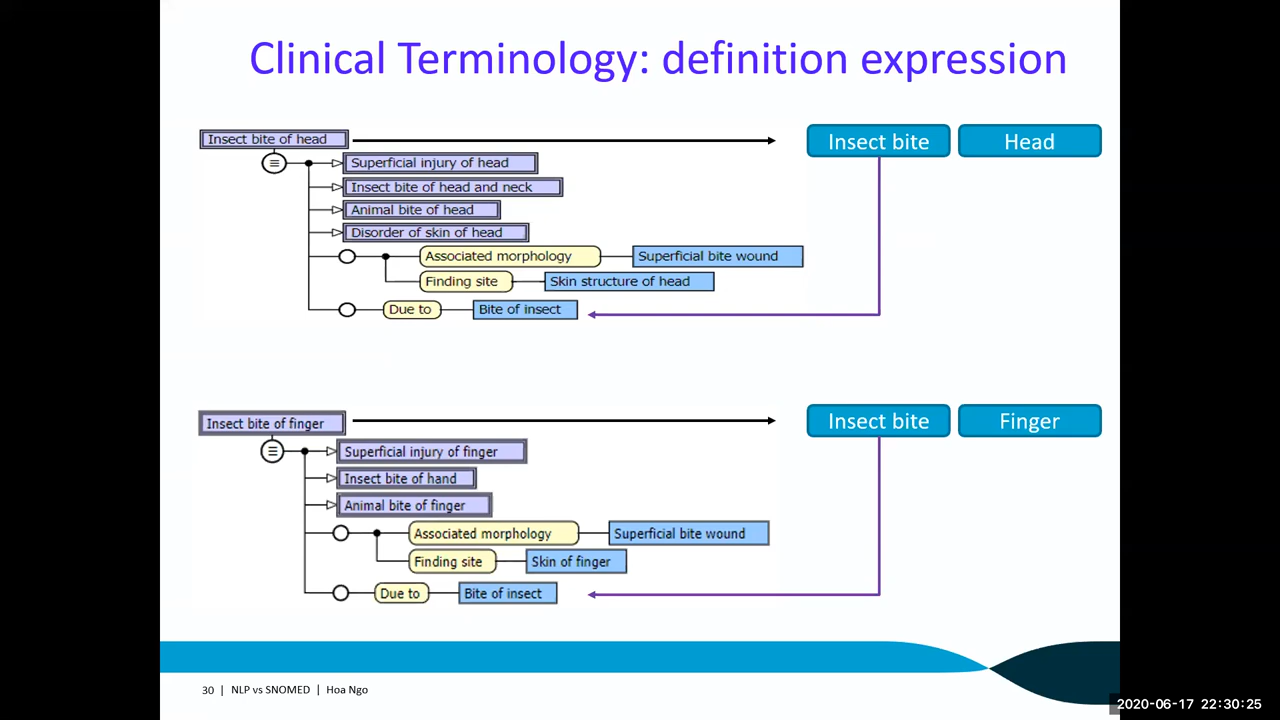 Clinical Terminology: definition expression
Insect bite of head
Insect bite Head
Superficial injury of head
Insect bite of head and neck
Animal bite of head
Disorder of skin of head
Associated morphology Superficial bite wound
Finding site Skin structure of head
Due to Bite of insect
Insect bite of finger
Insect bite Finger
Superficial injury of finger
Insect bite of hand
Animal bite of finger
Associated morphology Superficial bite wound
Finding site Skin of finger
Due to Bite of insect
30 | NLP vs SNOMED | Hoa Ngo
2020-06-17 22:30:25